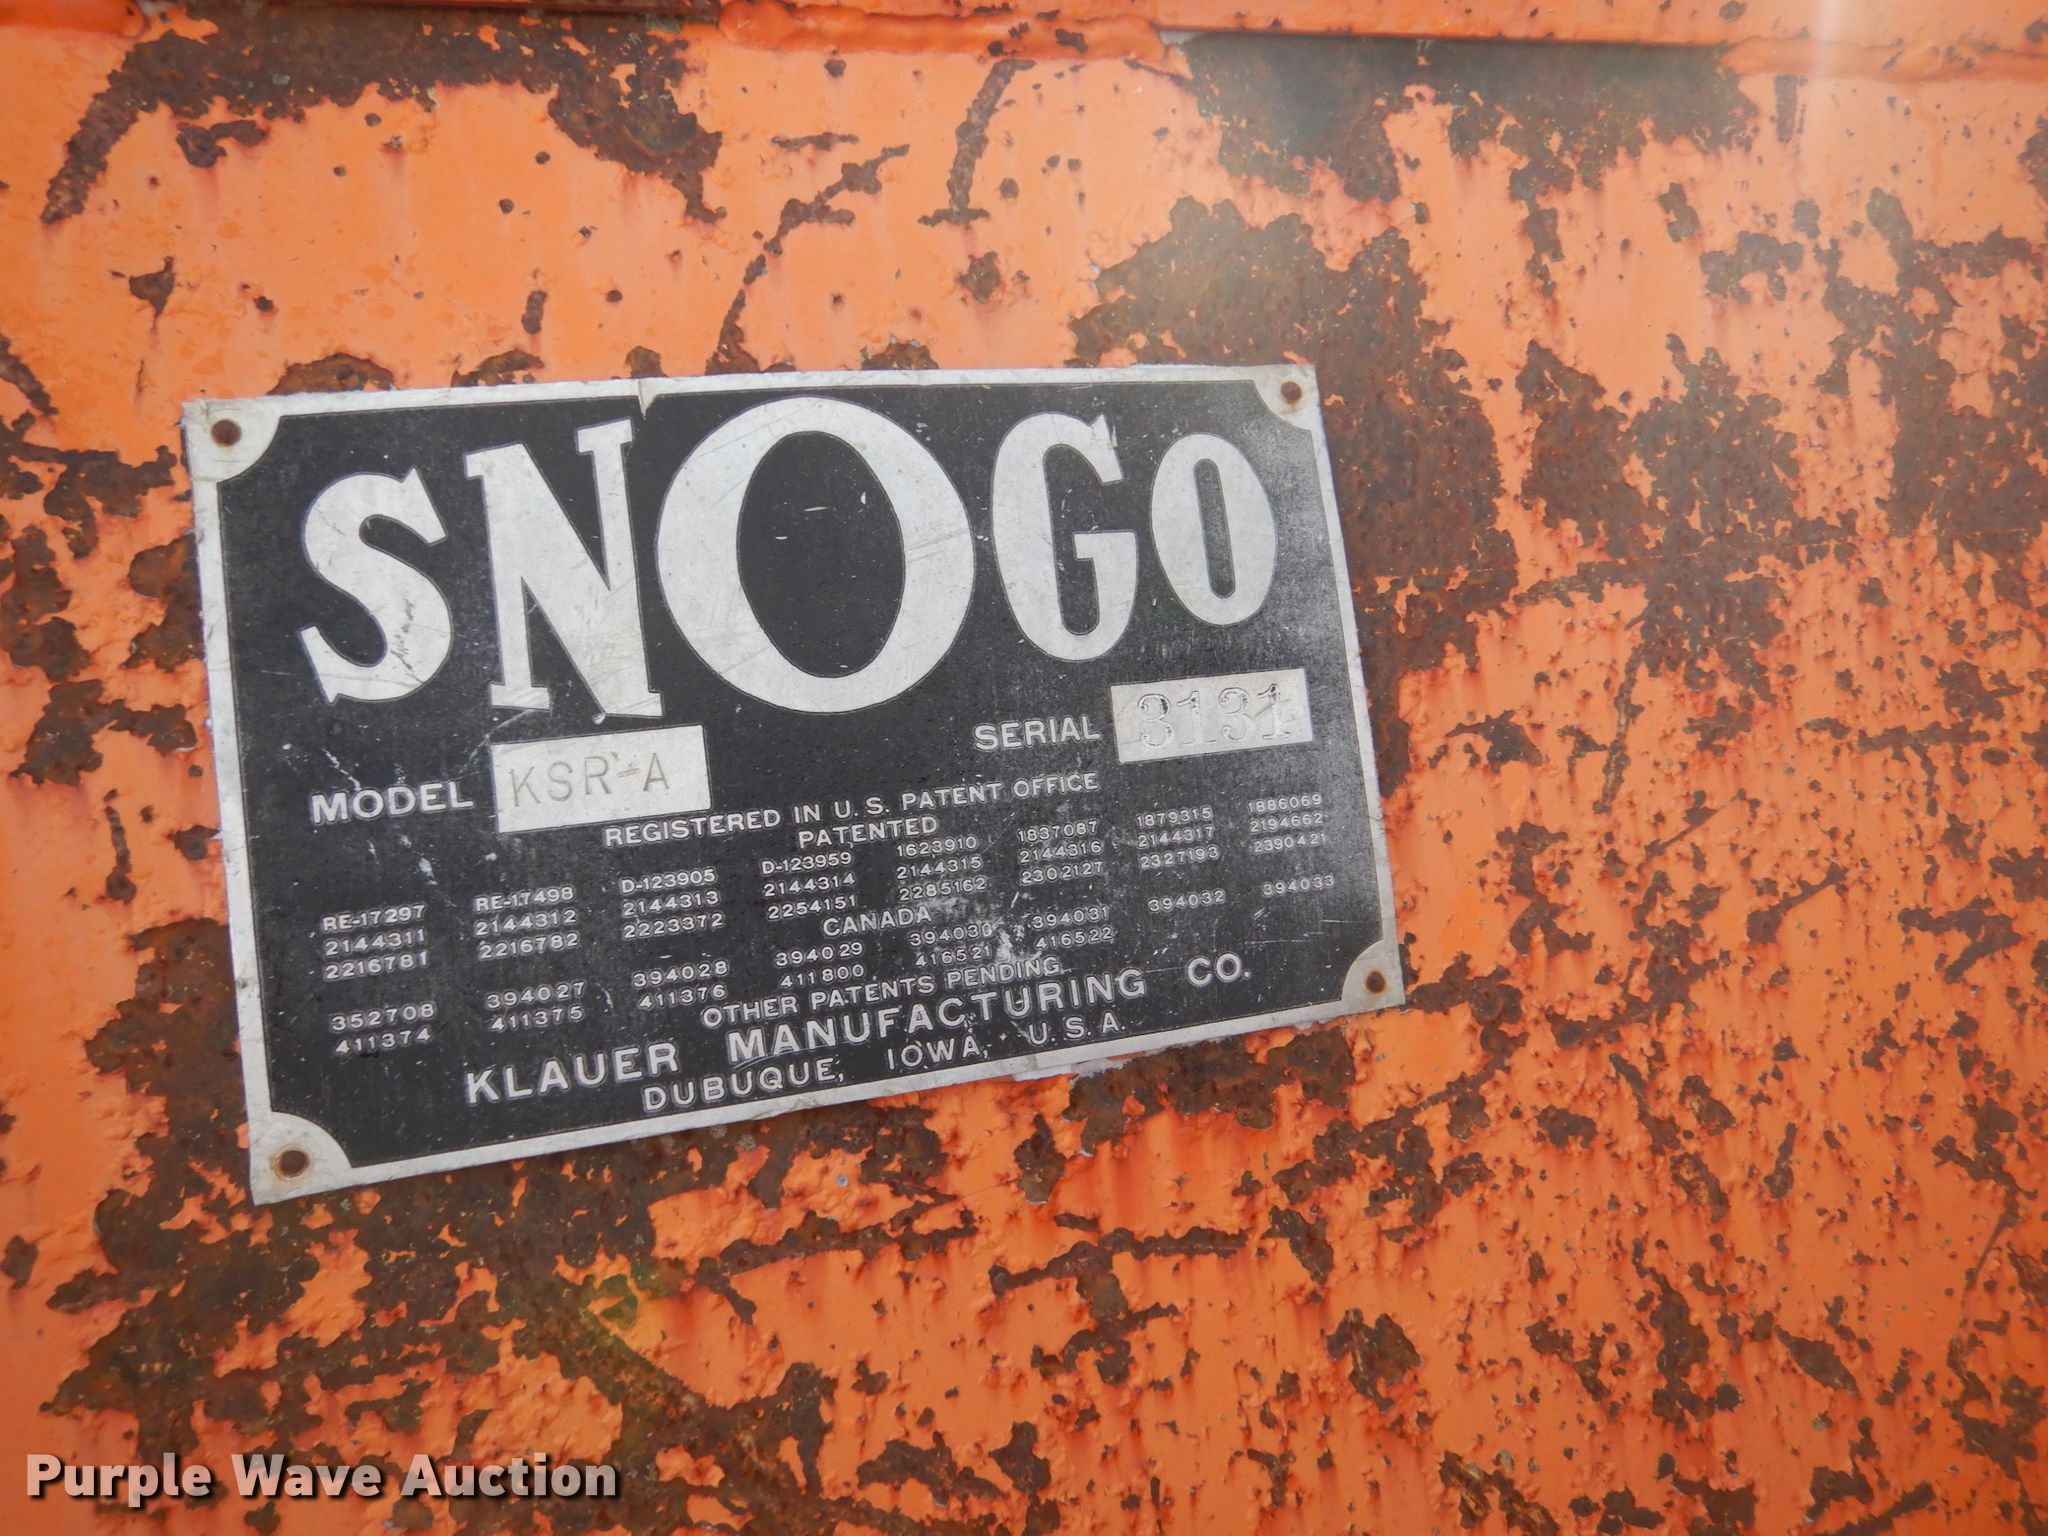 SNOGO
MODEL KSR-A SERIAL 3131
REGISTERED IN U. S. PATENT OFFICE
PATENTED
RE-17297 RE-17498 D-123905 D-123959 1623910 1837087 1879315 1886069
2144311 2144312 2144313 2144314 2144315 2144316 2144317 2194662
2216781 2216782 2223372 2254151 2285162 2302127 2327193 2390421
CANADA
352708 394027 394028 394029 394030 394031 394032 394033
411374 411375 411376 411800 416521 416522
OTHER PATENTS PENDING
KLAUER MANUFACTURING CO.
DUBUQUE, IOWA, U. S. A.
Purple Wave Auction